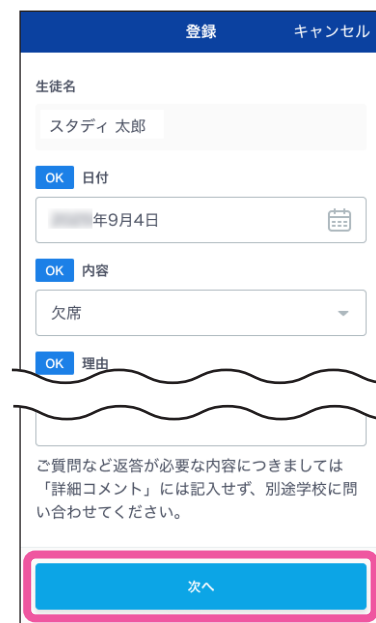 登録 キャンセル
生徒名
スタディ 太郎
OK 日付
年9月4日
OK 内容
欠席
OK 理由
ご質問など返答が必要な内容につきましては
「詳細コメント」には記入せず、別途学校に問
い合わせてください。
次へ